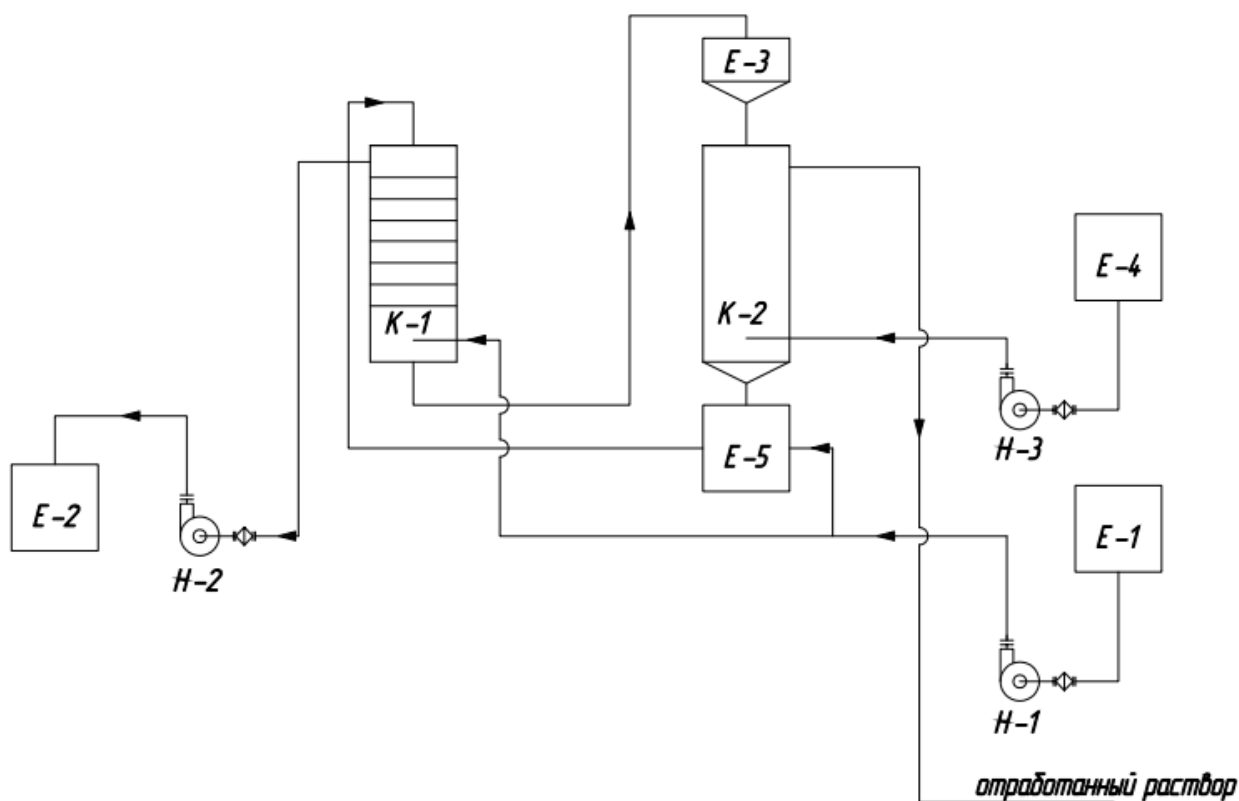 Е-3
Е-4
К-2
К-1
Н-3
Е-5
Е-2
Е-1
Н-2
Н-1
отработанный раствор